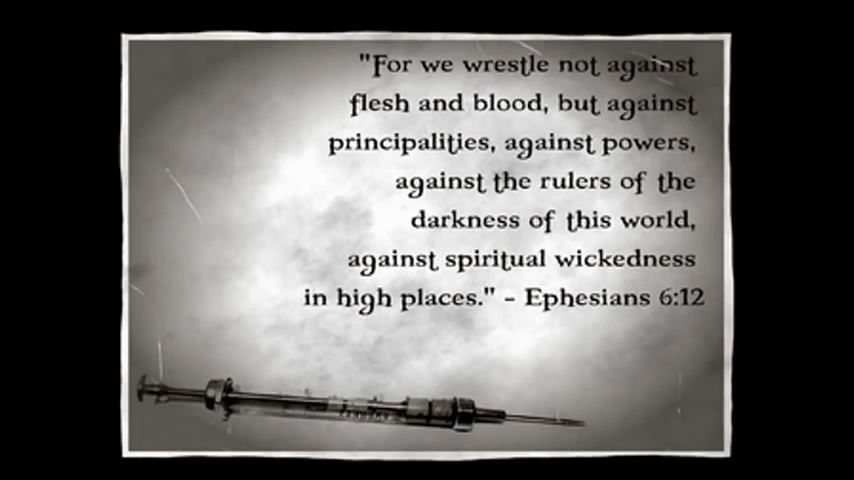 "For we wrestle not against
flesh and blood, but against
principalities, against powers,
against the rulers of the
darkness of this world,
against spiritual wickedness
in high places." - Ephesians 6:12